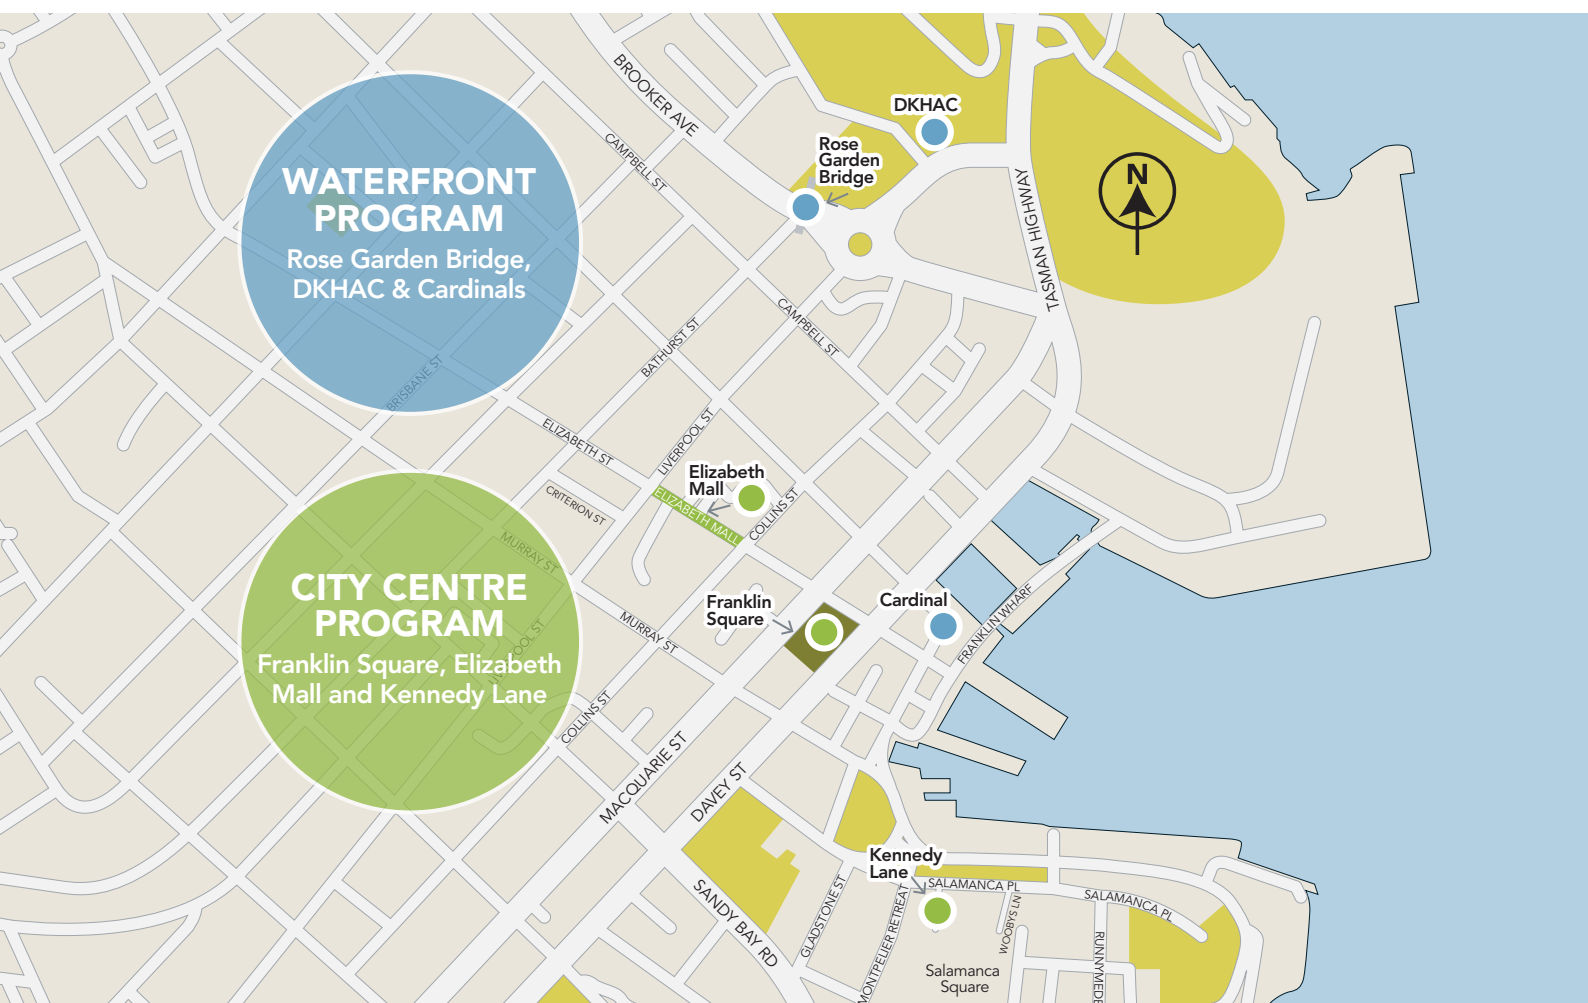 BROOKER AVE
DKHAC
CAMPBELL ST
Rose
Garden
Bridge
N
TASMAN HIGHWAY
WATERFRONT
PROGRAM
Rose Garden Bridge,
DKHAC & Cardinals
CAMPBELL ST
BATHURST ST
BRISBANE ST
ELIZABETH ST
LIVERPOOL ST
Elizabeth
Mall
ELIZABETH MALL
COLLINS ST
CRITERION ST
MURRAY ST
CITY CENTRE
PROGRAM
Franklin Square, Elizabeth
Mall and Kennedy Lane
LIVERPOOL ST
Franklin
Square
Cardinal
FRANKLIN WHARF
MURRAY ST
COLLINS ST
MACQUARIE ST
DAVEY ST
Kennedy
Lane
SALAMANCA PL
SALAMANCA PL
SANDY BAY RD
GLADSTONE ST
MONTPELIER RETREAT
WOOBYS LN
RUNNYMEDE
Salamanca
Square